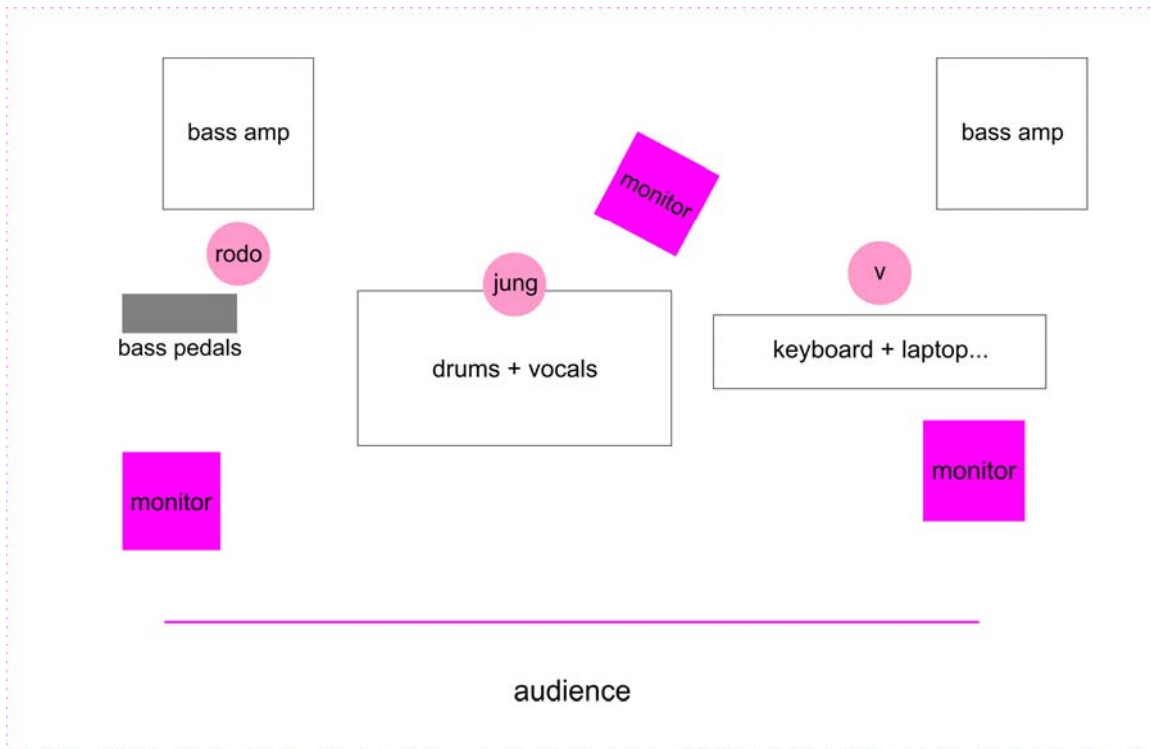 bass amp
bass amp
monitor
rodo
jung
v
bass pedals
drums + vocals
keyboard + laptop...
monitor
monitor
audience